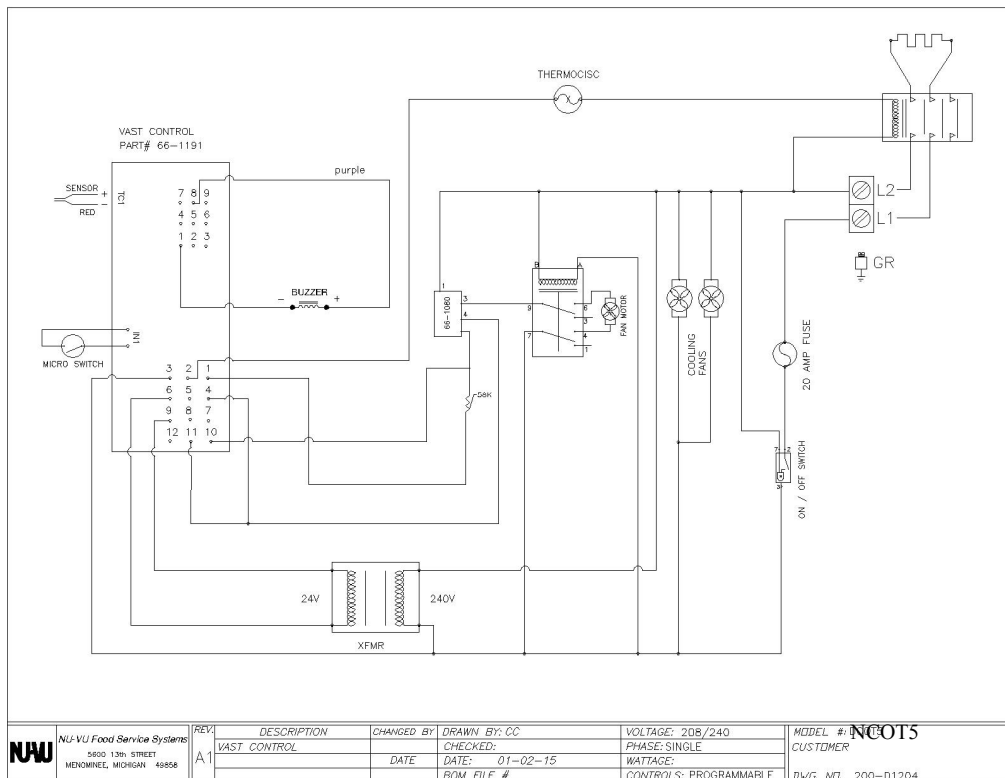 THERMOCISC
VAST CONTROL
PART# 66-1191
purple
SENSOR +
RED -
TC1
7 8 9
4 5 6
1 2 3
- BUZZER +
IN1
MICRO SWITCH
3 2 1
6 5 4
9 8 7
12 11 10
1
3
4
66-1080
58K
B A
9 6
3
7 4
1
FAN MOTOR
COOLING
FANS
L2
L1
GR
20 AMP FUSE
7 2
3
ON / OFF SWITCH
24V 240V
XFMR
NUVU
NU-VU Food Service Systems
5600 13th STREET
MENOMINEE, MICHIGAN 49858
REV. DESCRIPTION CHANGED BY DRAWN BY: CC VOLTAGE: 208/240 MODEL #: NCOT5
A1 VAST CONTROL CHECKED: PHASE: SINGLE CUSTOMER
DATE DATE: 01-02-15 WATTAGE:
BOM FILE # CONTROLS: PROGRAMMABLE DWG. NO. 200-D1204